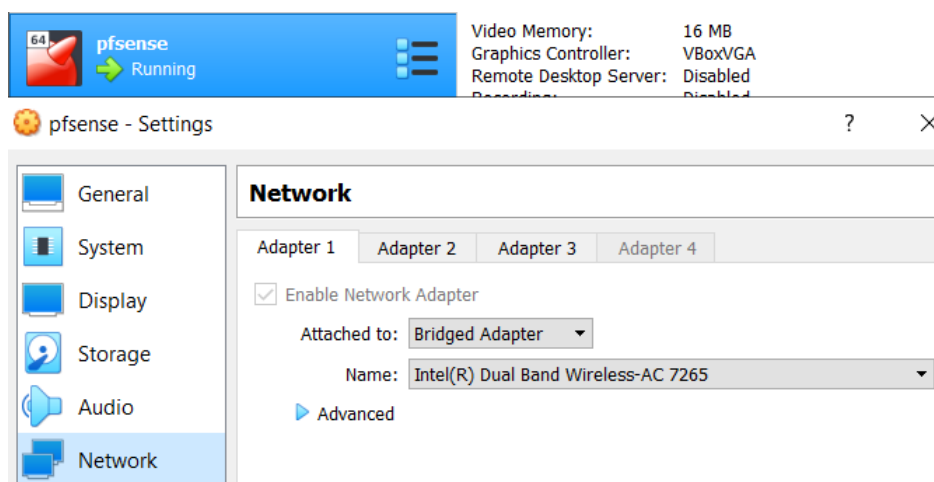 64
pfsense
Running
Video Memory: 16 MB
Graphics Controller: VBoxVGA
Remote Desktop Server: Disabled
Recording: Disabled
pfsense - Settings ?
General
System
Display
Storage
Audio
Network
Network
Adapter 1 Adapter 2 Adapter 3 Adapter 4
Enable Network Adapter
Attached to: Bridged Adapter
Name: Intel(R) Dual Band Wireless-AC 7265
Advanced